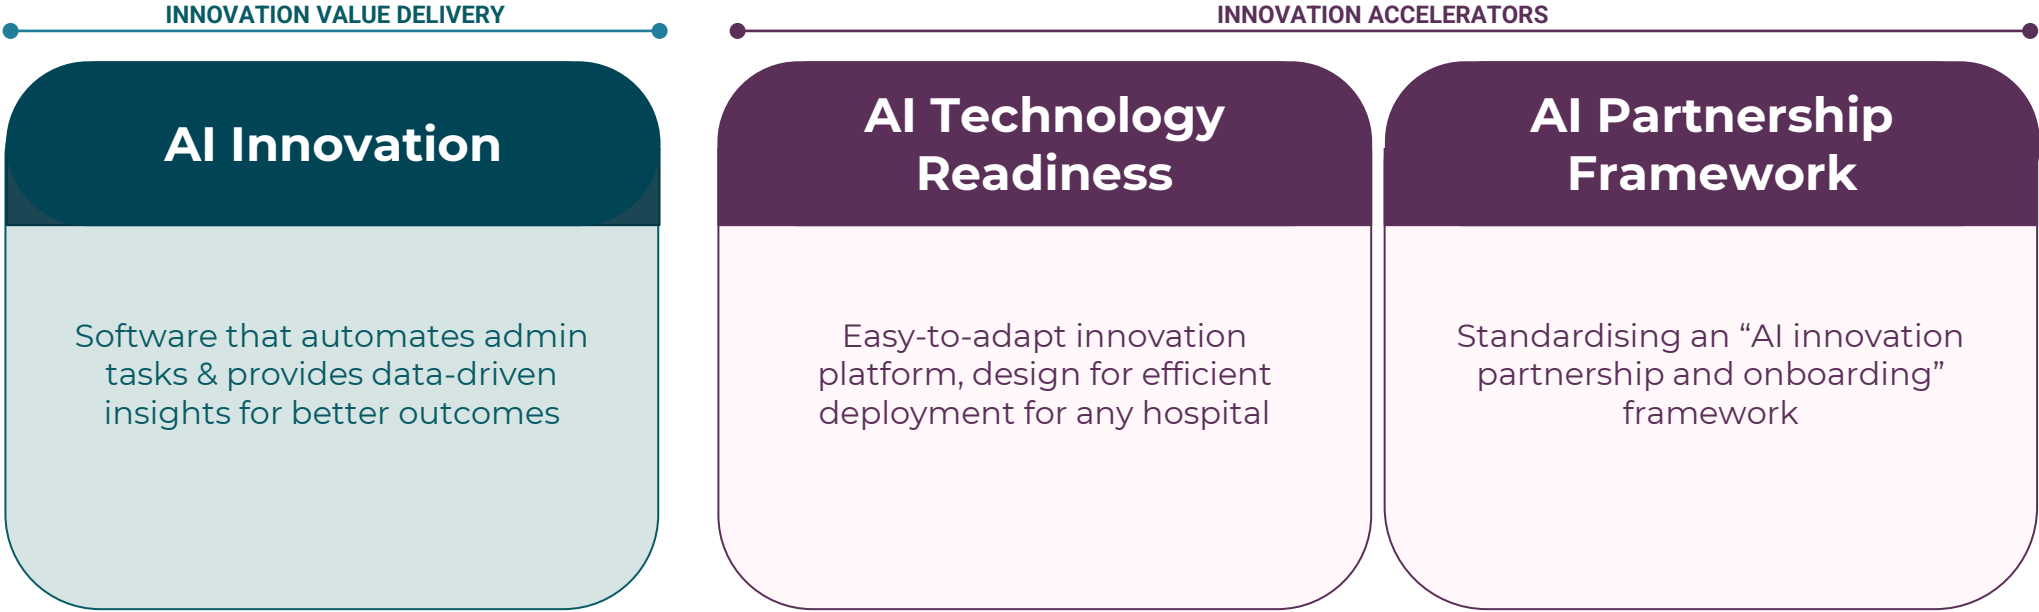 INNOVATION VALUE DELIVERY
INNOVATION ACCELERATORS
AI Innovation
Software that automates admin
tasks & provides data-driven
insights for better outcomes
AI Technology
Readiness
Easy-to-adapt innovation
platform, design for efficient
deployment for any hospital
AI Partnership
Framework
Standardising an “AI innovation
partnership and onboarding”
framework